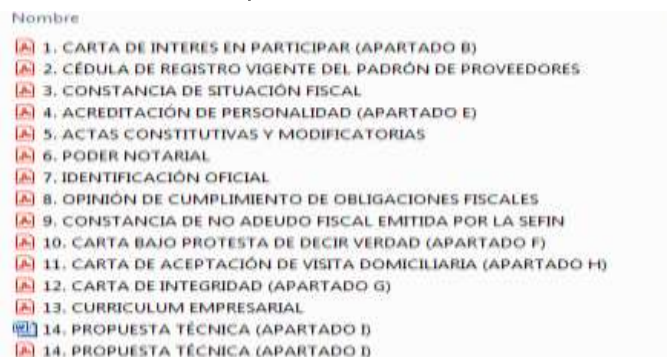 Nombre
1. CARTA DE INTERES EN PARTICIPAR (APARTADO B)
2. CÉDULA DE REGISTRO VIGENTE DEL PADRÓN DE PROVEEDORES
3. CONSTANCIA DE SITUACIÓN FISCAL
4. ACREDITACIÓN DE PERSONALIDAD (APARTADO E)
5. ACTAS CONSTITUTIVAS Y MODIFICATORIAS
6. PODER NOTARIAL
7. IDENTIFICACIÓN OFICIAL
8. OPINIÓN DE CUMPLIMIENTO DE OBLIGACIONES FISCALES
9. CONSTANCIA DE NO ADEUDO FISCAL EMITIDA POR LA SEFIN
10. CARTA BAJO PROTESTA DE DECIR VERDAD (APARTADO F)
11. CARTA DE ACEPTACIÓN DE VISITA DOMICILIARIA (APARTADO H)
12. CARTA DE INTEGRIDAD (APARTADO G)
13. CURRICULUM EMPRESARIAL
14. PROPUESTA TÉCNICA (APARTADO I)
14. PROPUESTA TÉCNICA (APARTADO I)